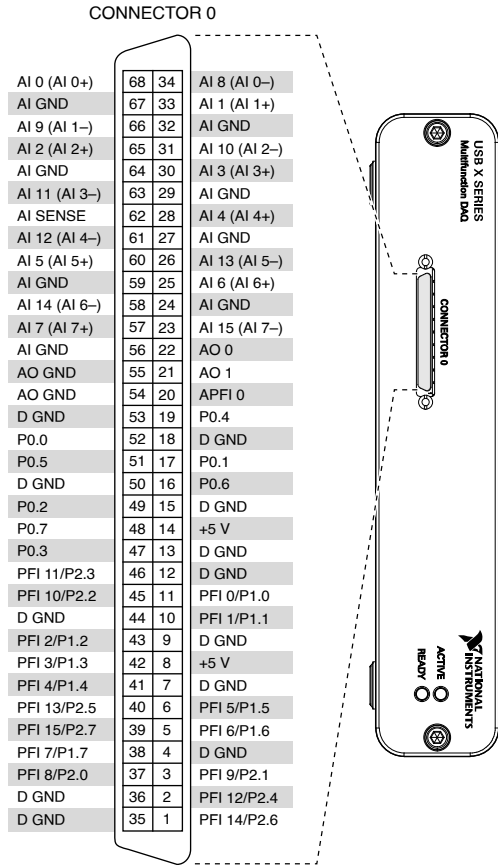 CONNECTOR 0
AI 0 (AI 0+) 68 34 AI 8 (AI 0–)
AI GND 67 33 AI 1 (AI 1+)
AI 9 (AI 1–) 66 32 AI GND
AI 2 (AI 2+) 65 31 AI 10 (AI 2–)
AI GND 64 30 AI 3 (AI 3+)
AI 11 (AI 3–) 63 29 AI GND
AI SENSE 62 28 AI 4 (AI 4+)
AI 12 (AI 4–) 61 27 AI GND
AI 5 (AI 5+) 60 26 AI 13 (AI 5–)
AI GND 59 25 AI 6 (AI 6+)
AI 14 (AI 6–) 58 24 AI GND
AI 7 (AI 7+) 57 23 AI 15 (AI 7–)
AI GND 56 22 AO 0
AO GND 55 21 AO 1
AO GND 54 20 APFI 0
D GND 53 19 P0.4
P0.0 52 18 D GND
P0.5 51 17 P0.1
D GND 50 16 P0.6
P0.2 49 15 D GND
P0.7 48 14 +5 V
P0.3 47 13 D GND
PFI 11/P2.3 46 12 D GND
PFI 10/P2.2 45 11 PFI 0/P1.0
D GND 44 10 PFI 1/P1.1
PFI 2/P1.2 43 9 D GND
PFI 3/P1.3 42 8 +5 V
PFI 4/P1.4 41 7 D GND
PFI 13/P2.5 40 6 PFI 5/P1.5
PFI 15/P2.7 39 5 PFI 6/P1.6
PFI 7/P1.7 38 4 D GND
PFI 8/P2.0 37 3 PFI 9/P2.1
D GND 36 2 PFI 12/P2.4
D GND 35 1 PFI 14/P2.6
USB X SERIES
Multifunction DAQ
CONNECTOR 0
NATIONAL
INSTRUMENTS
ACTIVE
READY